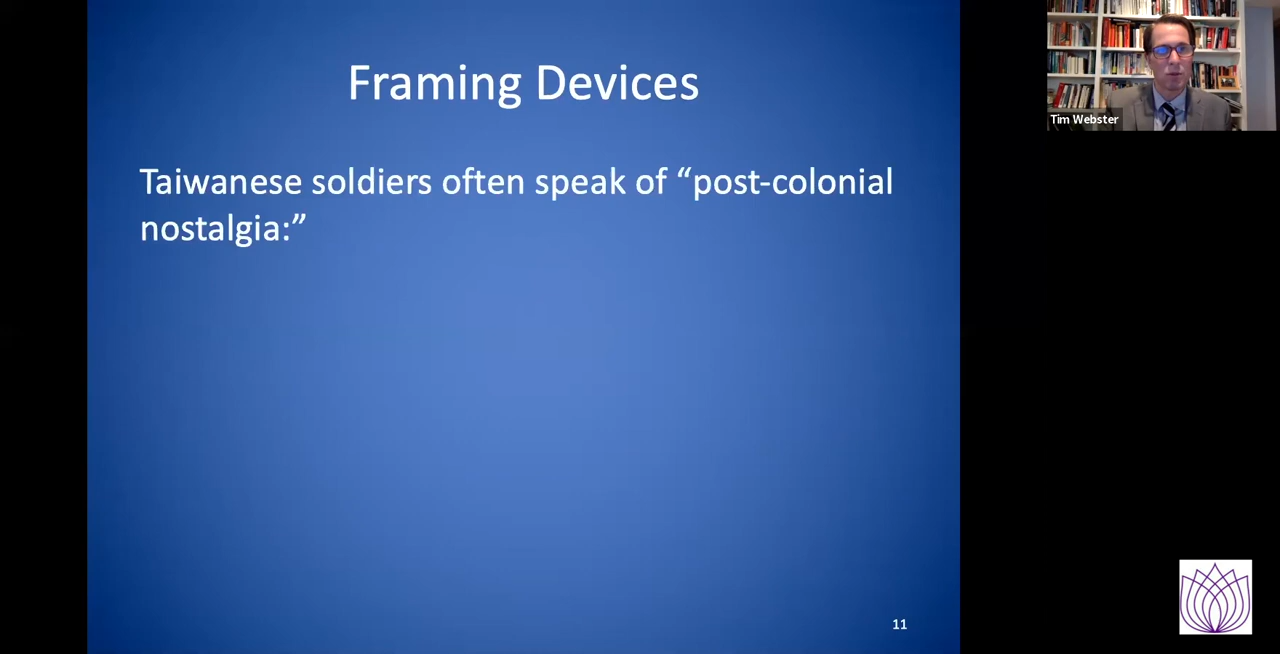 Framing Devices
Taiwanese soldiers often speak of “post-colonial
nostalgia:”
11
Tim Webster